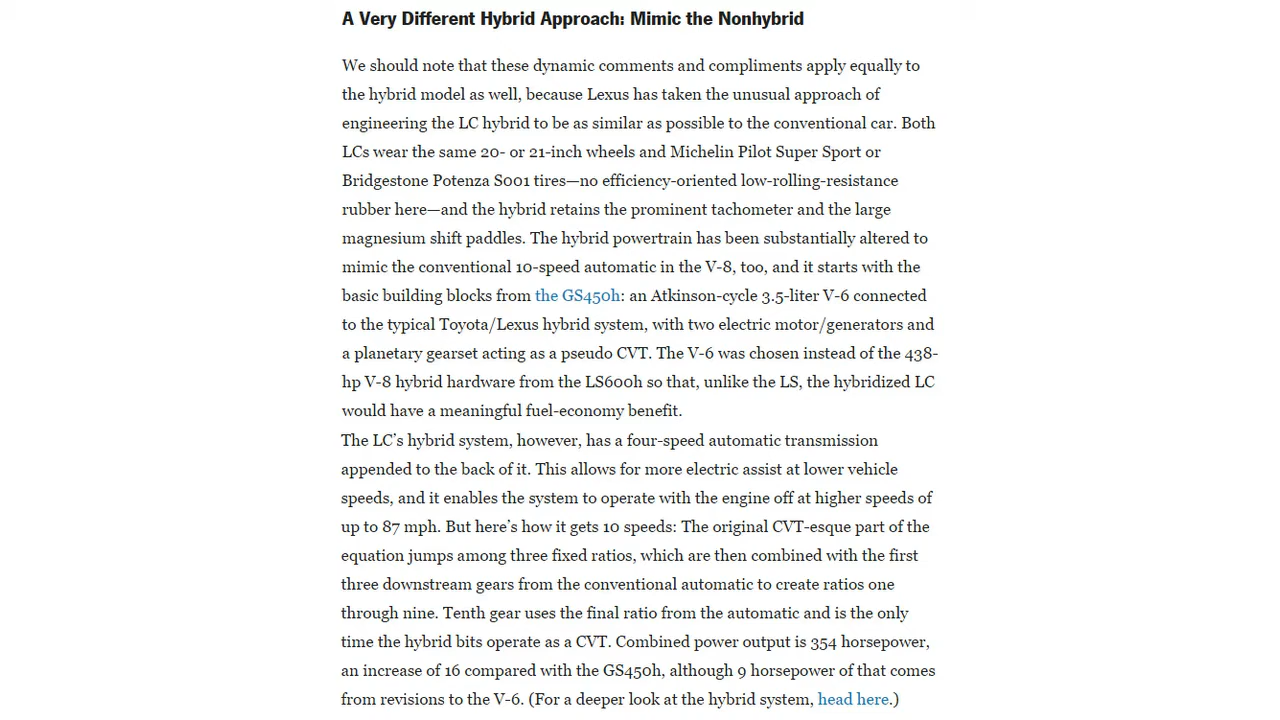 A Very Different Hybrid Approach: Mimic the Nonhybrid
We should note that these dynamic comments and compliments apply equally to
the hybrid model as well, because Lexus has taken the unusual approach of
engineering the LC hybrid to be as similar as possible to the conventional car. Both
LCs wear the same 20- or 21-inch wheels and Michelin Pilot Super Sport or
Bridgestone Potenza S001 tires—no efficiency-oriented low-rolling-resistance
rubber here—and the hybrid retains the prominent tachometer and the large
magnesium shift paddles. The hybrid powertrain has been substantially altered to
mimic the conventional 10-speed automatic in the V-8, too, and it starts with the
basic building blocks from the GS450h: an Atkinson-cycle 3.5-liter V-6 connected
to the typical Toyota/Lexus hybrid system, with two electric motor/generators and
a planetary gearset acting as a pseudo CVT. The V-6 was chosen instead of the 438-
hp V-8 hybrid hardware from the LS600h so that, unlike the LS, the hybridized LC
would have a meaningful fuel-economy benefit.
The LC’s hybrid system, however, has a four-speed automatic transmission
appended to the back of it. This allows for more electric assist at lower vehicle
speeds, and it enables the system to operate with the engine off at higher speeds of
up to 87 mph. But here’s how it gets 10 speeds: The original CVT-esque part of the
equation jumps among three fixed ratios, which are then combined with the first
three downstream gears from the conventional automatic to create ratios one
through nine. Tenth gear uses the final ratio from the automatic and is the only
time the hybrid bits operate as a CVT. Combined power output is 354 horsepower,
an increase of 16 compared with the GS450h, although 9 horsepower of that comes
from revisions to the V-6. (For a deeper look at the hybrid system, head here.)